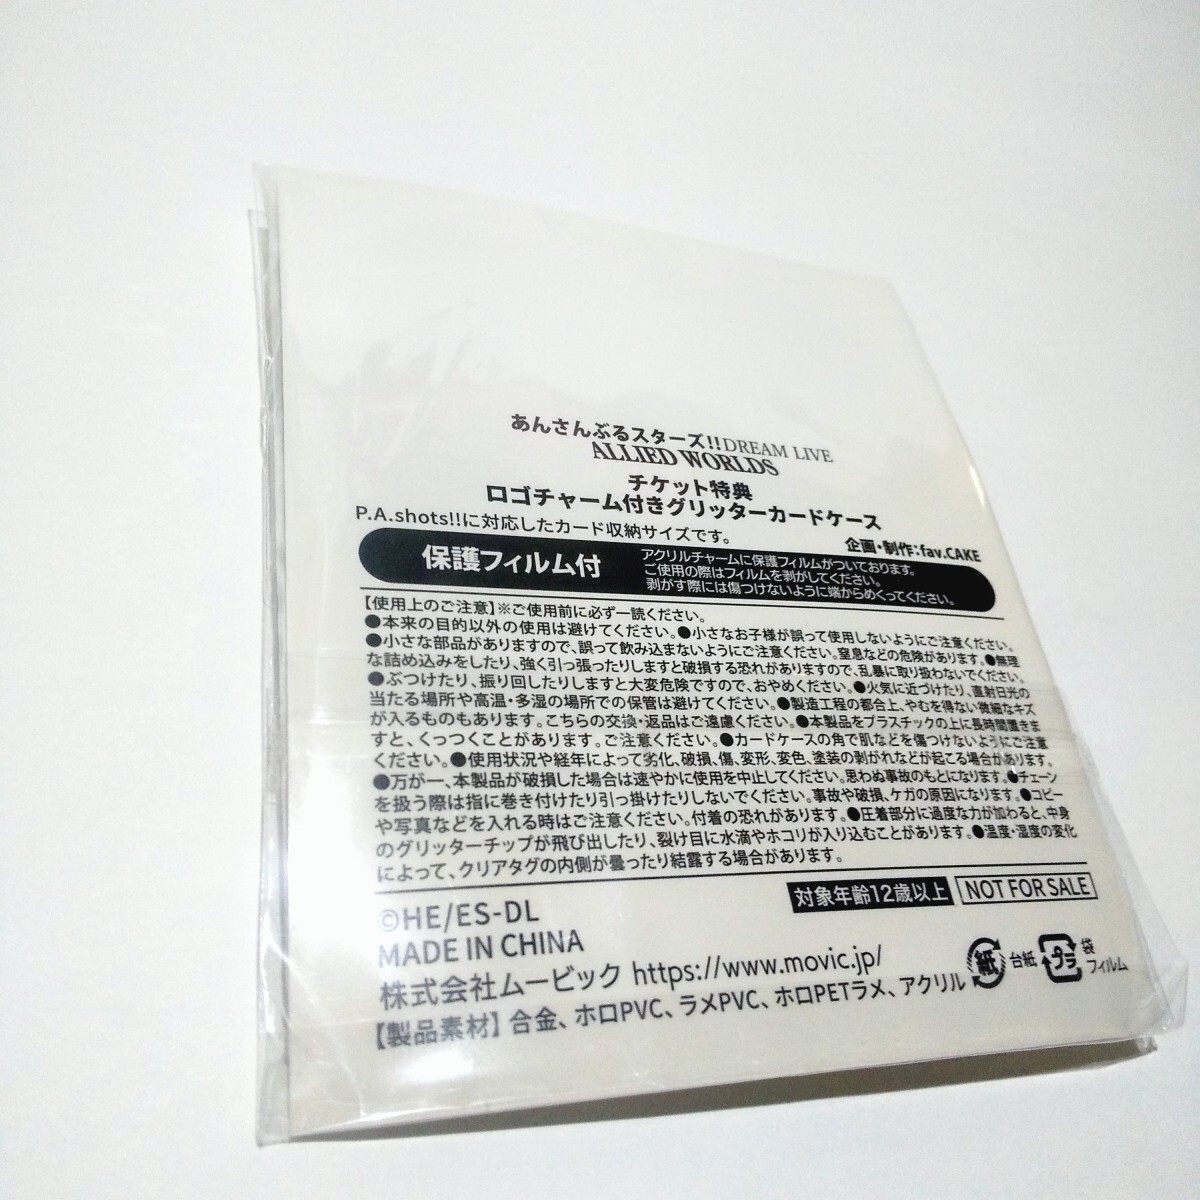 あんさんぶるスターズ!!DREAM LIVE
ALLIED WORLDS
チケット特典
ロゴチャーム付きグリッターカードケース
P.A.shots!!に対応したカード収納サイズです。
企画・制作:fav.CAKE
保護フィルム付
アクリルチャームに保護フィルムがついております。
ご使用の際はフィルムを剥がしてください。
剥がす際には傷つけないように端からめくってください。
【使用上のご注意】※ご使用前に必ず一読ください。
●本来の目的以外の使用は避けてください。●小さなお子様が誤って使用しないようにご注意ください。
●小さな部品がありますので、誤って飲み込まないようにご注意ください。窒息などの危険があります。●無理
な詰め込みをしたり、強く引っ張ったりしますと破損する恐れがありますので、乱暴に取り扱わないでください。
●ぶつけたり、振り回したりしますと大変危険ですので、おやめください。●火気に近づけたり、直射日光の
当たる場所や高温・多湿の場所での保管は避けてください。●製造工程の都合上、やむを得ない微細なキズ
が入るものもあります。こちらの交換・返品はご遠慮ください。●本製品をプラスチックの上に長時間置きま
すと、くっつくことがあります。ご注意ください。●カードケースの角で肌などを傷つけないようにご注意
ください。●使用状況や経年によって劣化、破損、傷、変形、変色、塗装の剥がれなどが起こる場合があります。
●万が一、本製品が破損した場合は速やかに使用を中止してください。思わぬ事故のもとになります。●チェーン
を扱う際は指に巻き付けたり引っ掛けたりしないでください。事故や破損、ケガの原因になります。●コピー
や写真などを入れる時はご注意ください。付着の恐れがあります。●圧着部分に過度な力が加わると、中身
のグリッターチップが飛び出したり、裂け目に水滴やホコリが入り込むことがあります。●温度・湿度の変化
によって、クリアタグの内側が曇ったり結露する場合があります。
対象年齢12歳以上 NOT FOR SALE
©HE/ES-DL
MADE IN CHINA
株式会社ムービック https://www.movic.jp/
【製品素材】合金、ホロPVC、ラメPVC、ホロPETラメ、アクリル
紙 台紙
プラ 袋
フィルム